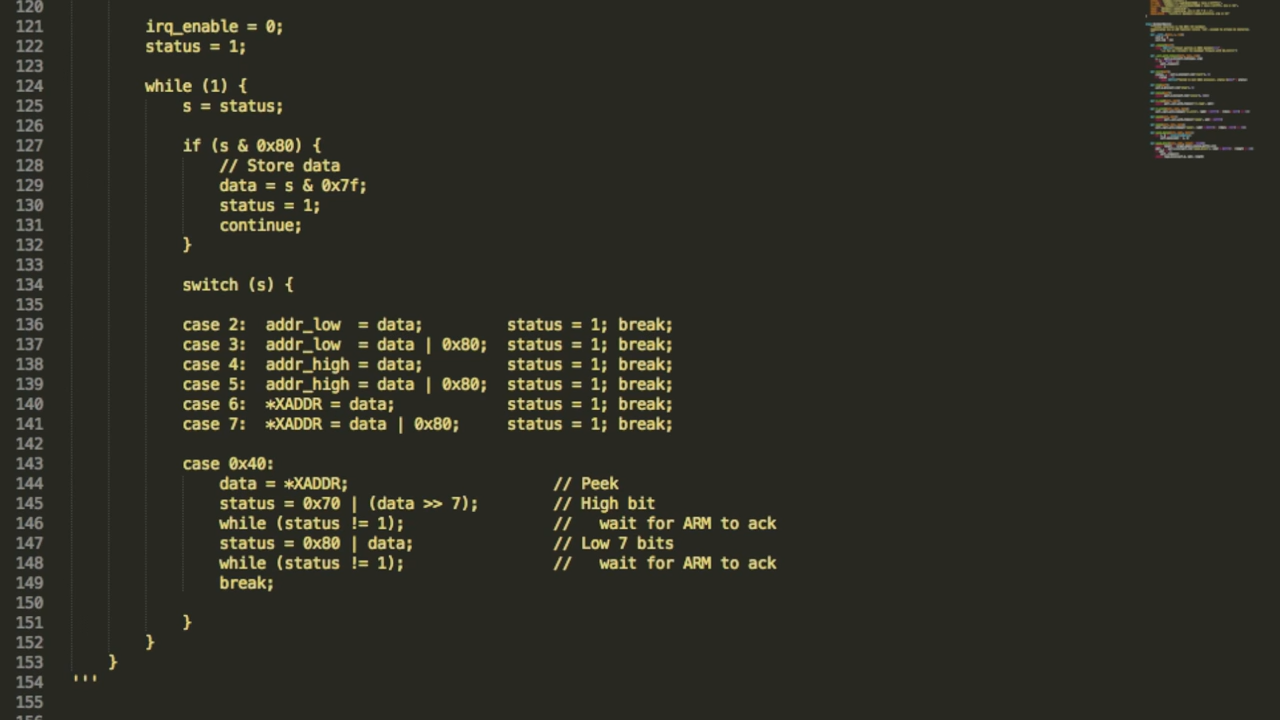 120
121 irq_enable = 0;
122 status = 1;
123
124 while (1) {
125 s = status;
126
127 if (s & 0x80) {
128 // Store data
129 data = s & 0x7f;
130 status = 1;
131 continue;
132 }
133
134 switch (s) {
135
136 case 2:  addr_low  = data;         status = 1; break;
137 case 3:  addr_low  = data | 0x80;  status = 1; break;
138 case 4:  addr_high = data;         status = 1; break;
139 case 5:  addr_high = data | 0x80;  status = 1; break;
140 case 6:  *XADDR = data;            status = 1; break;
141 case 7:  *XADDR = data | 0x80;     status = 1; break;
142
143 case 0x40:
144 data = *XADDR;                      // Peek
145 status = 0x70 | (data >> 7);        // High bit
146 while (status != 1);                //   wait for ARM to ack
147 status = 0x80 | data;               // Low 7 bits
148 while (status != 1);                //   wait for ARM to ack
149 break;
150
151 }
152 }
153 }
154 '''
155
156